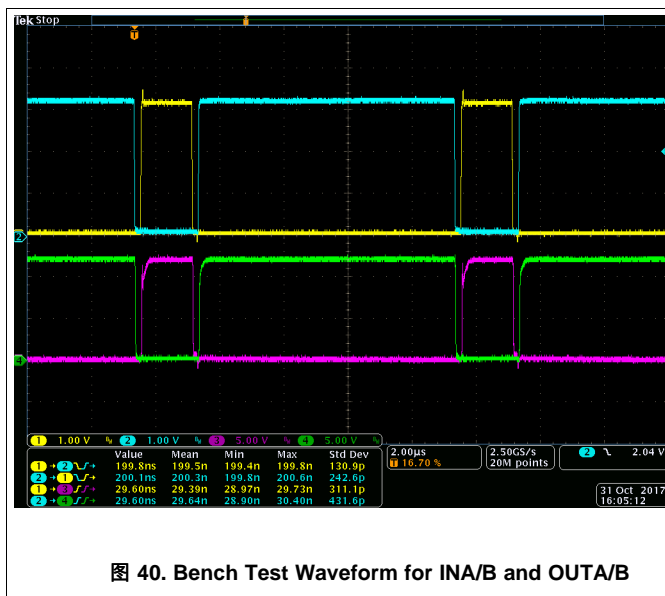 Tek Stop
T
2
4
1 1.00 V 2 1.00 V 3 5.00 V 4 5.00 V
Value Mean Min Max Std Dev
1 → 2 199.8ns 199.5n 199.4n 199.8n 130.9p
2 → 1 200.1ns 200.3n 199.8n 200.6n 242.6p
1 → 3 29.60ns 29.39n 28.97n 29.73n 311.1p
2 → 4 29.60ns 29.64n 28.90n 30.40n 431.6p
2.00µs
T 16.70 %
2.50GS/s
20M points
2 2.04 V
31 Oct 2017
16:05:12
图 40. Bench Test Waveform for INA/B and OUTA/B